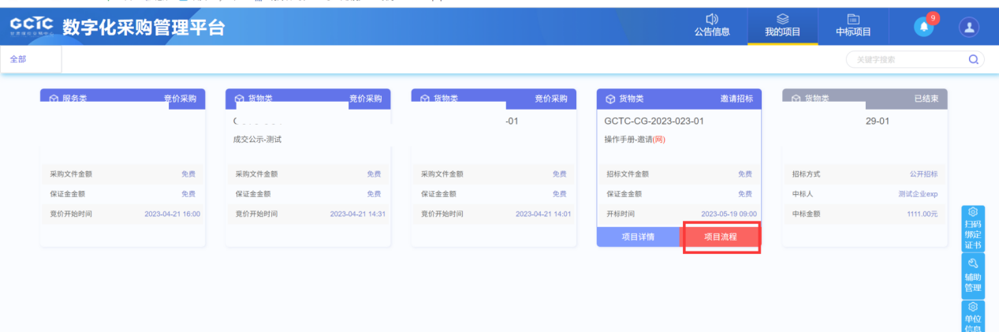 GCTC 数字化采购管理平台
公告信息
我的项目
中标项目
9
全部
关键字搜索
服务类 竞价采购
采购文件金额 免费
保证金金额 免费
竞价开始时间 2023-04-21 16:00
货物类 竞价采购
成交公示-测试
采购文件金额 免费
保证金金额 免费
竞价开始时间 2023-04-21 14:31
竞价采购
-01
采购文件金额 免费
保证金金额 免费
竞价开始时间 2023-04-21 14:01
货物类 邀请招标
GCTC-CG-2023-023-01
操作手册-邀请(网)
招标文件金额 免费
保证金金额 免费
开标时间 2023-05-19 09:00
项目详情 项目流程
货物类 已结束
29-01
招标方式 公开招标
中标人 测试企业exp
中标金额 1111.00元
扫码
绑定
证书
辅助
管理
单位
信息